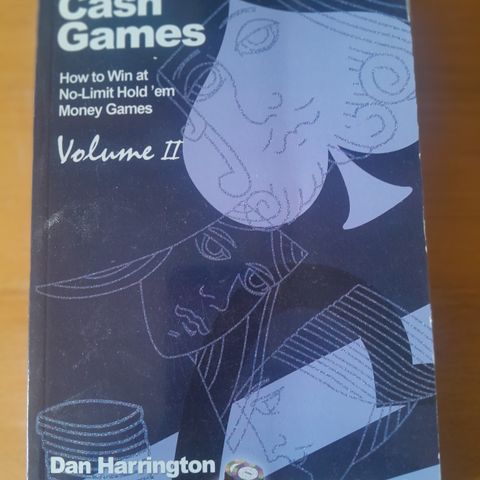 Cash
Games
How to Win at
No-Limit Hold 'em
Money Games
Volume II
Dan Harrington